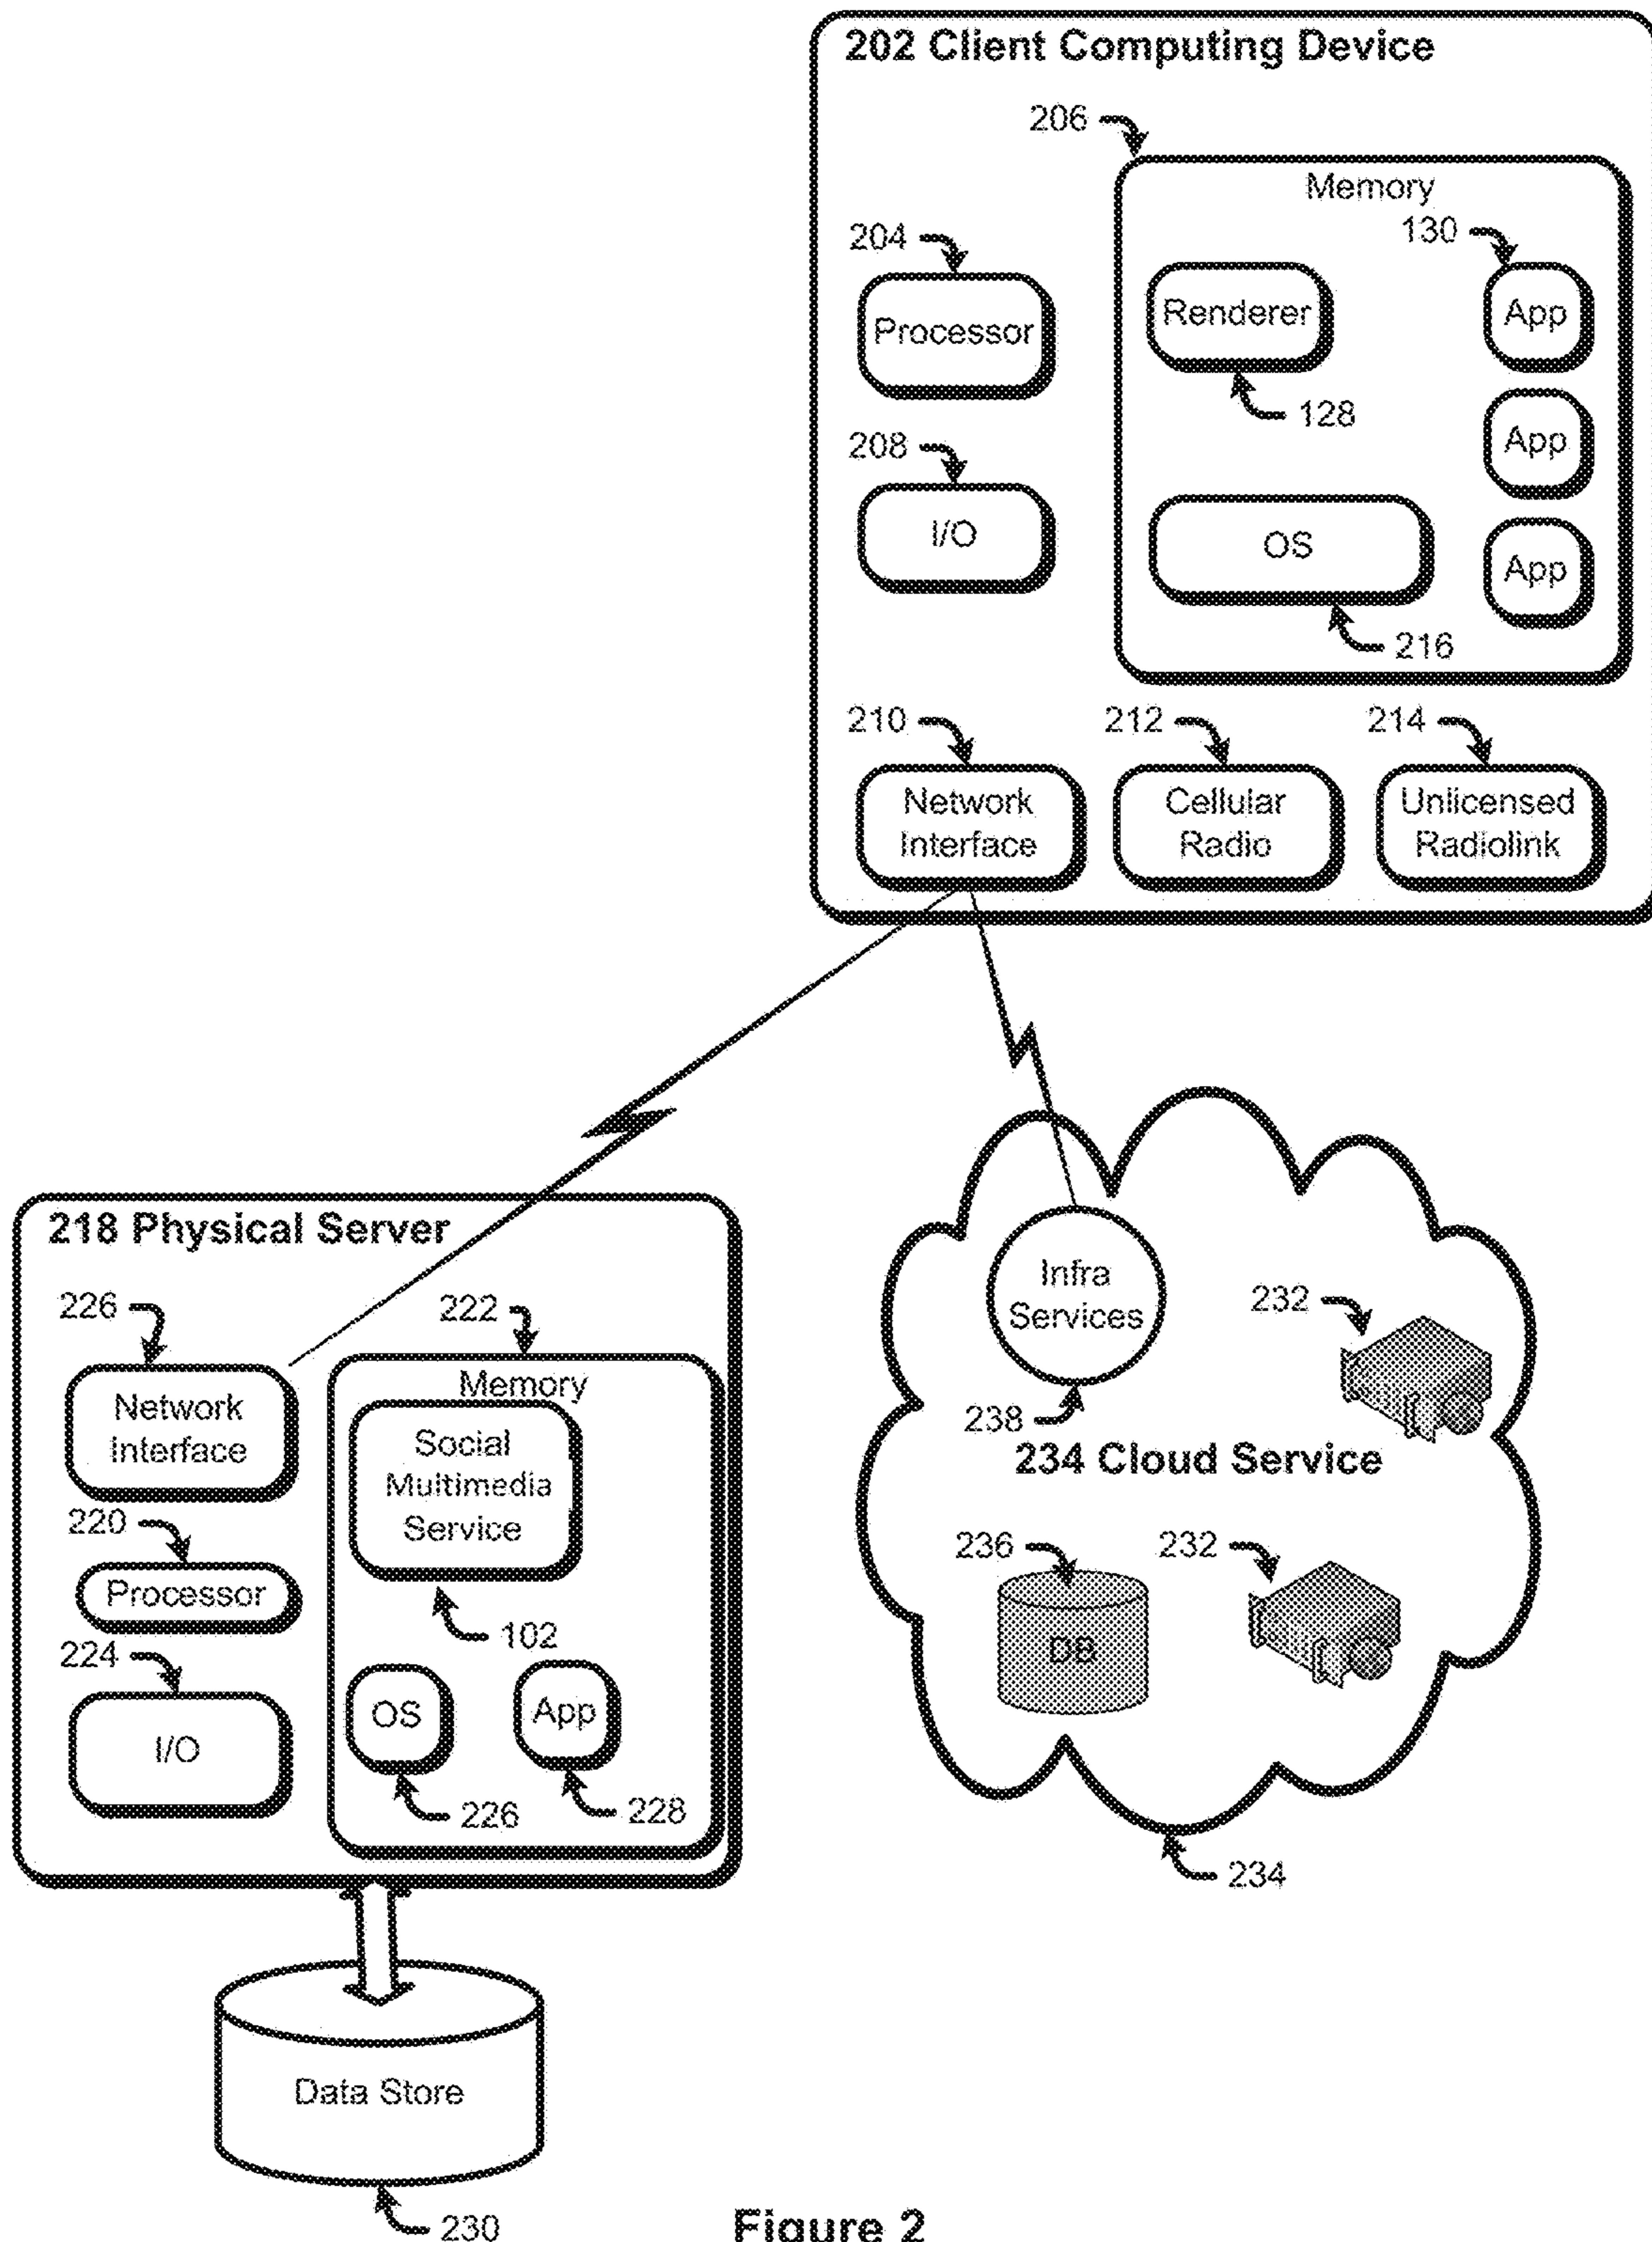 202 Client Computing Device
206
Memory
204
130
Processor
Renderer
App
128
208
App
I/O
OS
App
216
210
212
214
Network
Interface
Cellular
Radio
Unlicensed
Radiolink
218 Physical Server
226
222
Network
Interface
Memory
Social
Multimedia
Service
220
Processor
102
224
I/O
OS
App
226
228
Infra
Services
232
238
234 Cloud Service
236
232
DB
234
Data Store
230
Figure 2